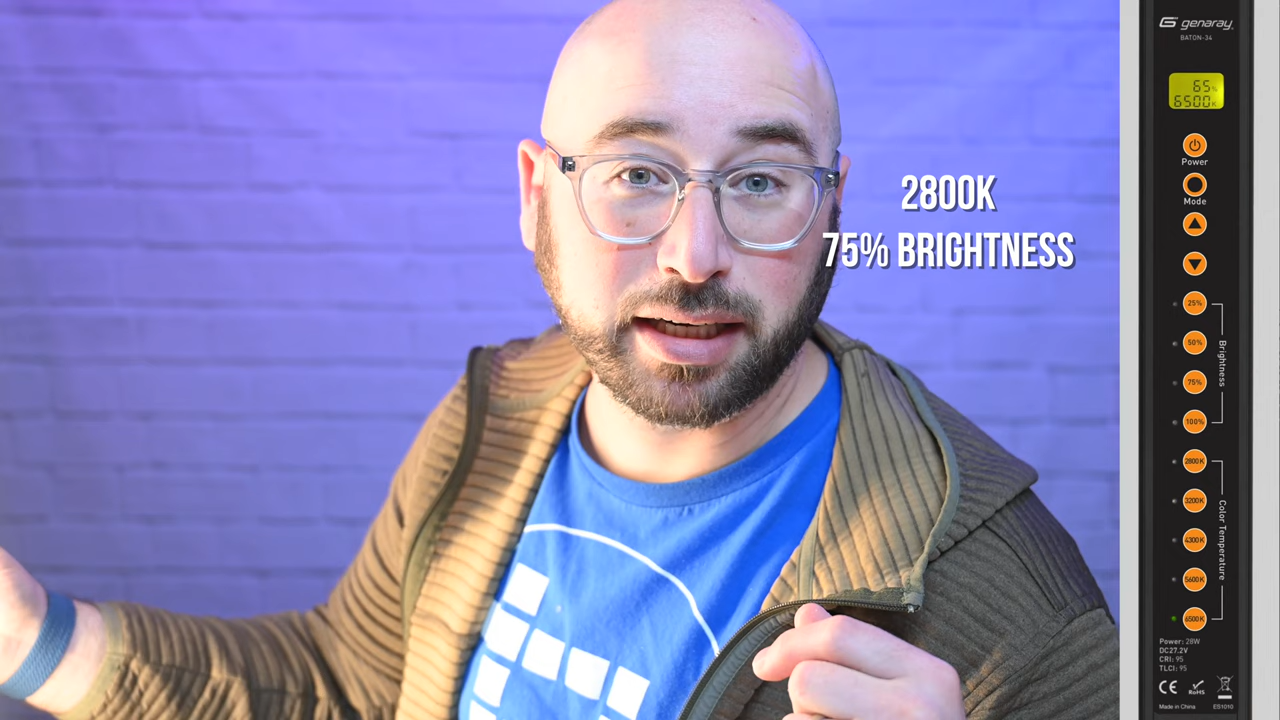 2800K
75% BRIGHTNESS
genaray
BATON-34
65%
6500K
Power
Mode
25%
50%
75%
100%
Brightness
2800K
3200K
4300K
5600K
6500K
Color Temperature
Power: 28W
DC27.2V
CRI: 95
TLCI: 95
CE
RoHS
Made in China
ES1010